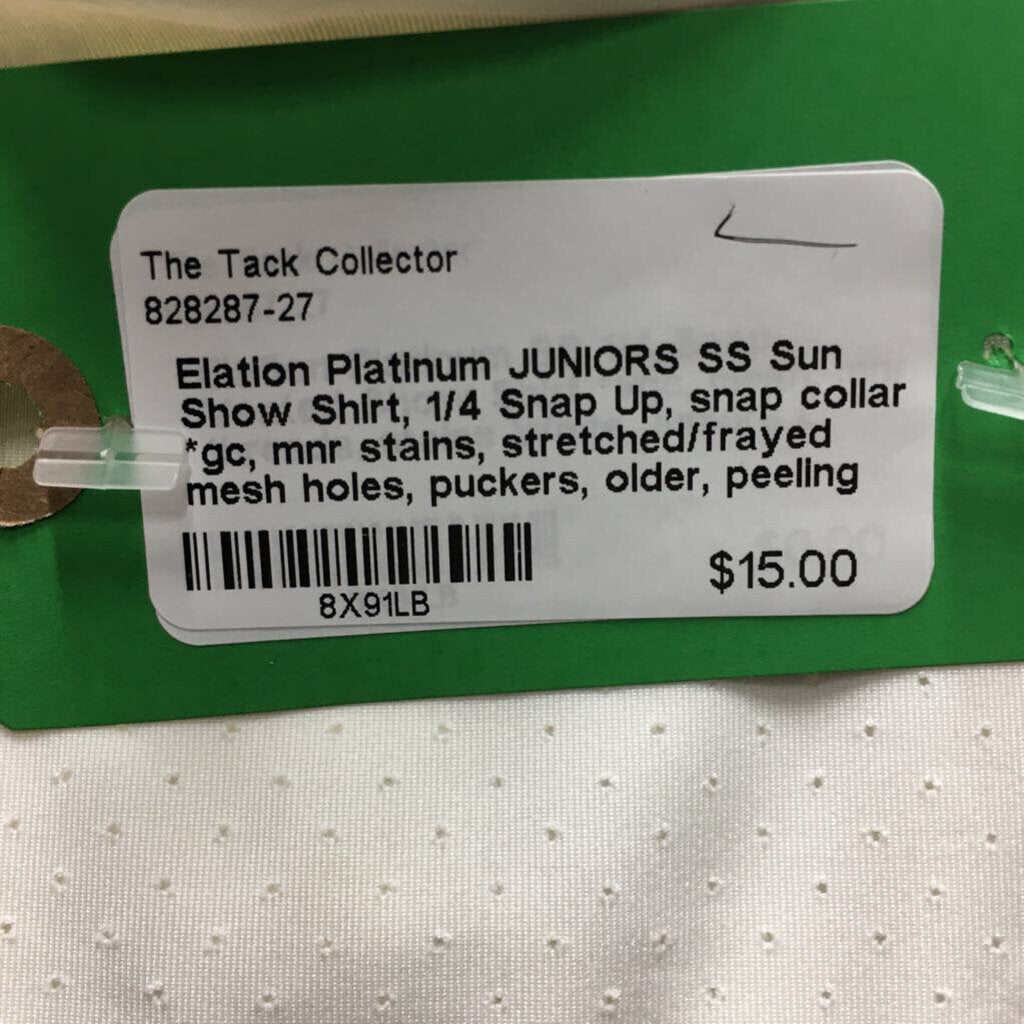 The Tack Collector
828287-27
Elation Platinum JUNIORS SS Sun
Show Shirt, 1/4 Snap Up, snap collar
*gc, mnr stains, stretched/frayed
mesh holes, puckers, older, peeling
8X91LB
$15.00